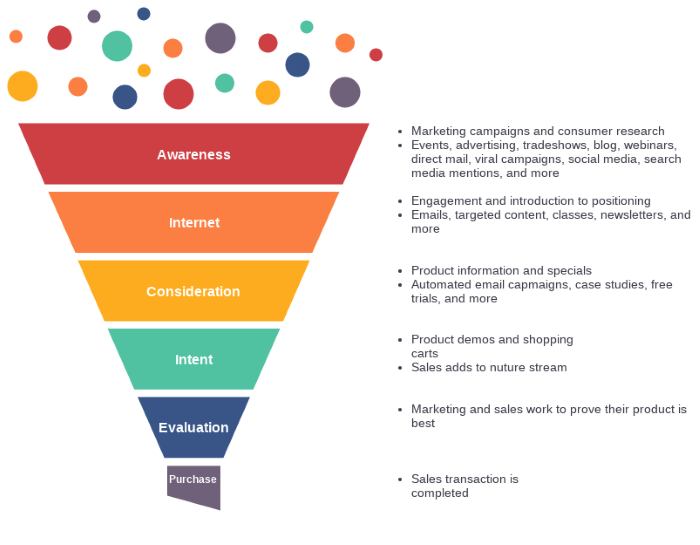 Awareness
• Marketing campaigns and consumer research
• Events, advertising, tradeshows, blog, webinars,
direct mail, viral campaigns, social media, search
media mentions, and more
Internet
• Engagement and introduction to positioning
• Emails, targeted content, classes, newsletters, and
more
Consideration
• Product information and specials
• Automated email capmaigns, case studies, free
trials, and more
Intent
• Product demos and shopping
carts
• Sales adds to nuture stream
Evaluation
• Marketing and sales work to prove their product is
best
Purchase
• Sales transaction is
completed